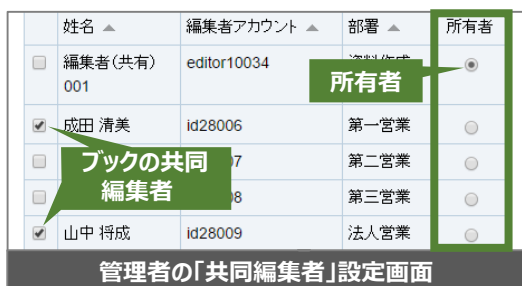 姓名 ▲ 編集者アカウント ▲ 部署 ▲ 所有者
編集者(共有)
001 editor10034
所有者
成田 清美 id28006 第一営業
ブックの共同
編集者
7 第二営業
8 第三営業
山中 将成 id28009 法人営業
管理者の「共同編集者」設定画面